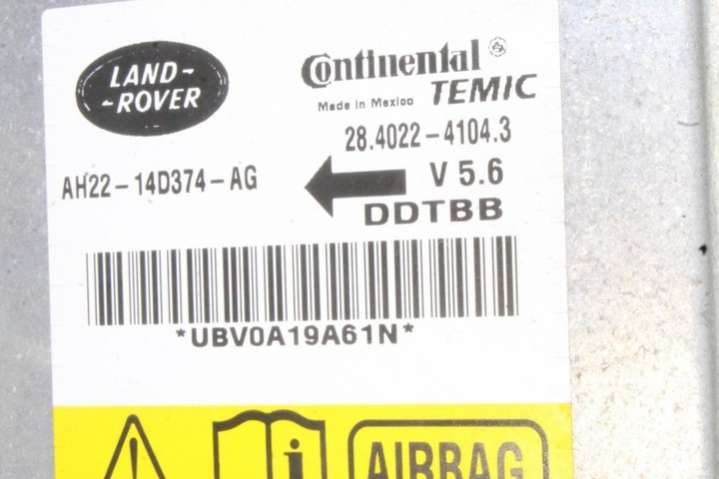 LAND-
-ROVER
Continental ®
Made in Mexico TEMIC
28.4022-4104.3
AH22-14D374-AG
V 5.6
DDTBB
*UBV0A19A61N*
AIRBAG